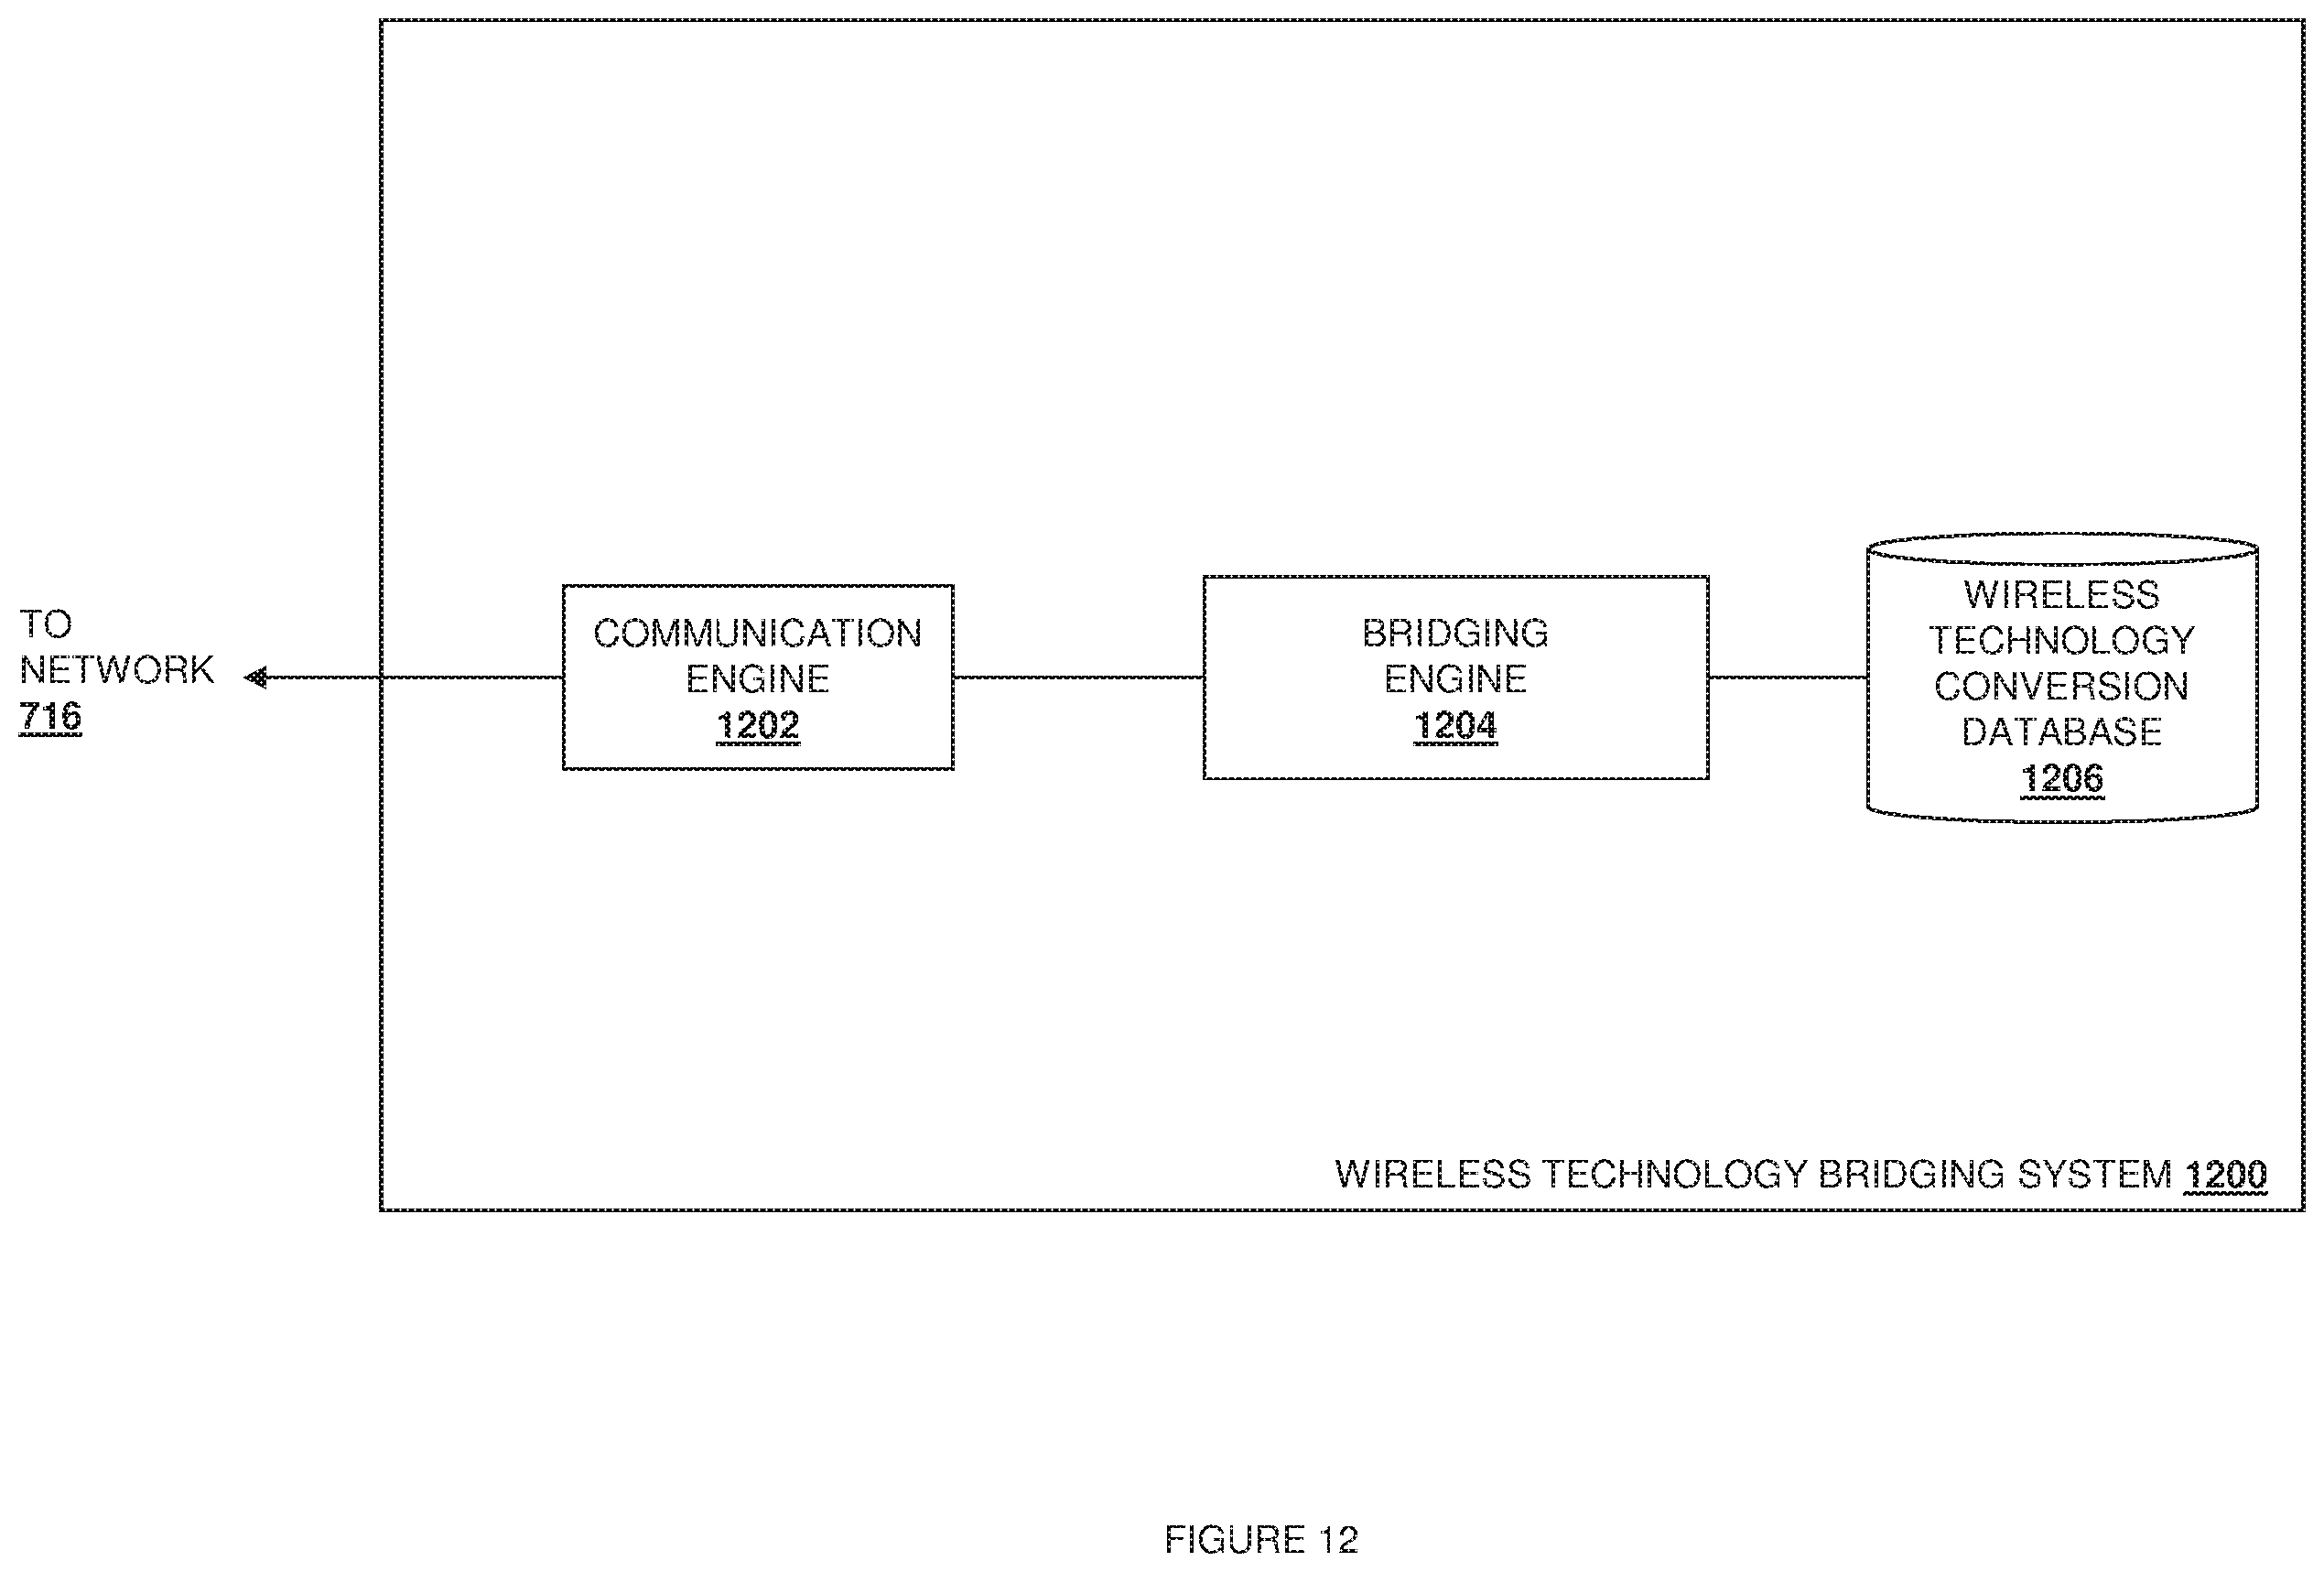 TO
NETWORK
716
COMMUNICATION
ENGINE
1202
BRIDGING
ENGINE
1204
WIRELESS
TECHNOLOGY
CONVERSION
DATABASE
1206
WIRELESS TECHNOLOGY BRIDGING SYSTEM 1200
FIGURE 12